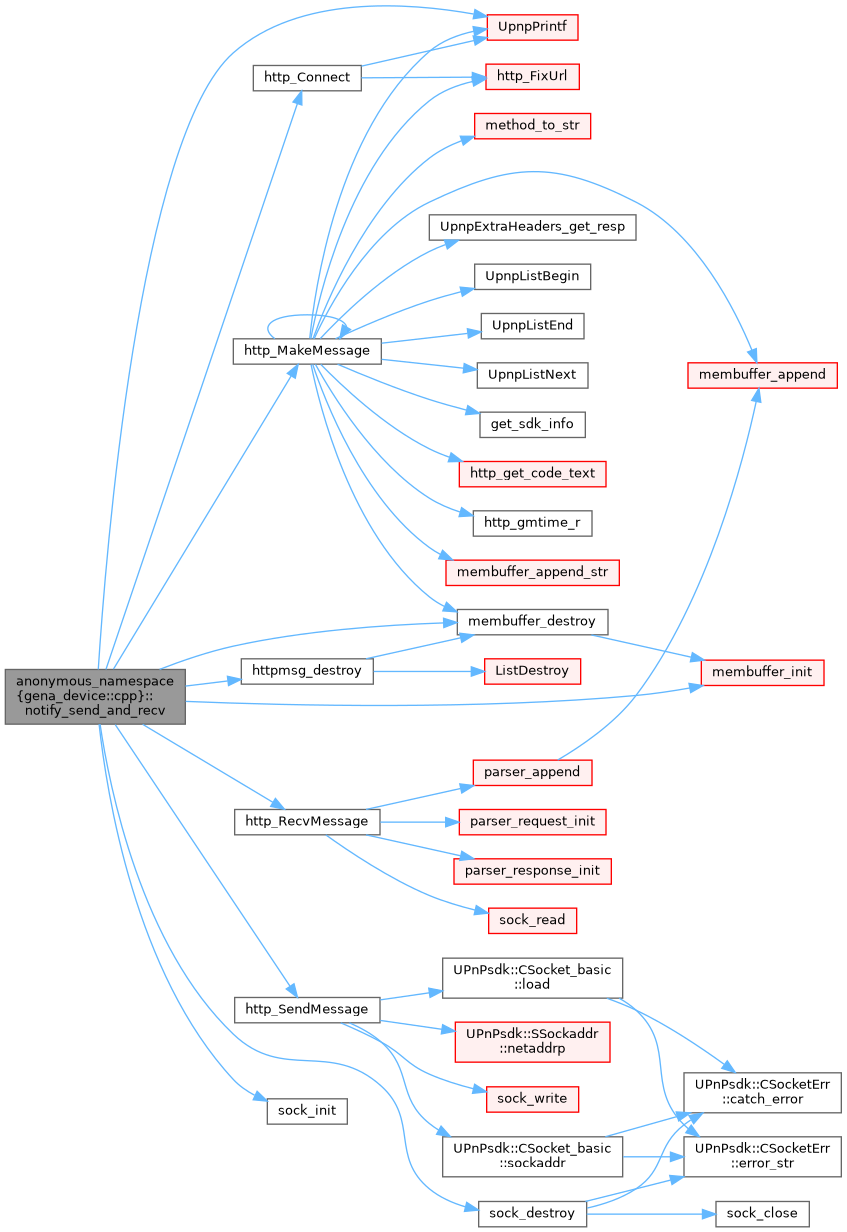 UpnpPrintf
http_Connect
http_FixUrl
method_to_str
UpnpExtraHeaders_get_resp
UpnpListBegin
UpnpListEnd
http_MakeMessage
UpnpListNext
membuffer_append
get_sdk_info
http_get_code_text
http_gmtime_r
membuffer_append_str
membuffer_destroy
anonymous_namespace
{gena_device::cpp}::
notify_send_and_recv
httpmsg_destroy
ListDestroy
membuffer_init
parser_append
http_RecvMessage
parser_request_init
parser_response_init
sock_read
UPnPsdk::CSocket_basic
::load
http_SendMessage
UPnPsdk::SSockaddr
::netaddrp
sock_write
UPnPsdk::CSocketErr
::catch_error
sock_init
UPnPsdk::CSocket_basic
::sockaddr
UPnPsdk::CSocketErr
::error_str
sock_destroy
sock_close